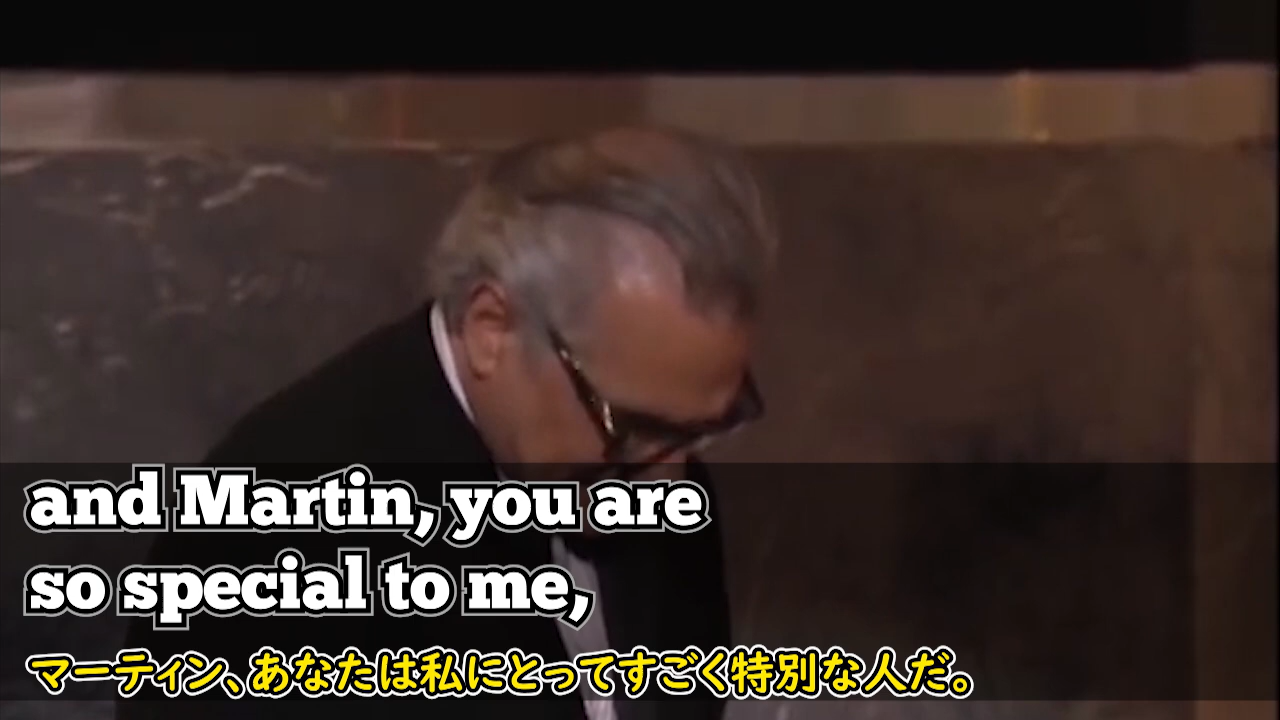 and Martin, you are
so special to me,
マーティン、あなたは私にとってすごく特別な人だ。